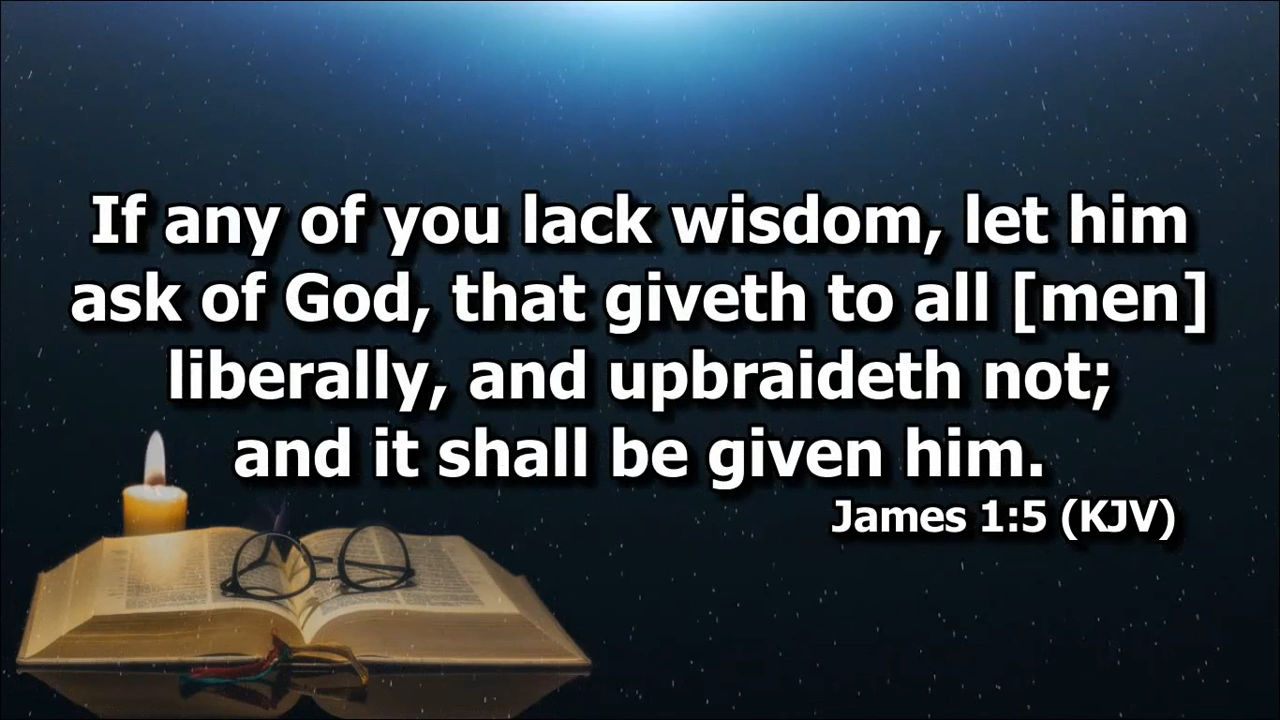 If any of you lack wisdom, let him
ask of God, that giveth to all [men]
liberally, and upbraideth not;
and it shall be given him.
James 1:5 (KJV)